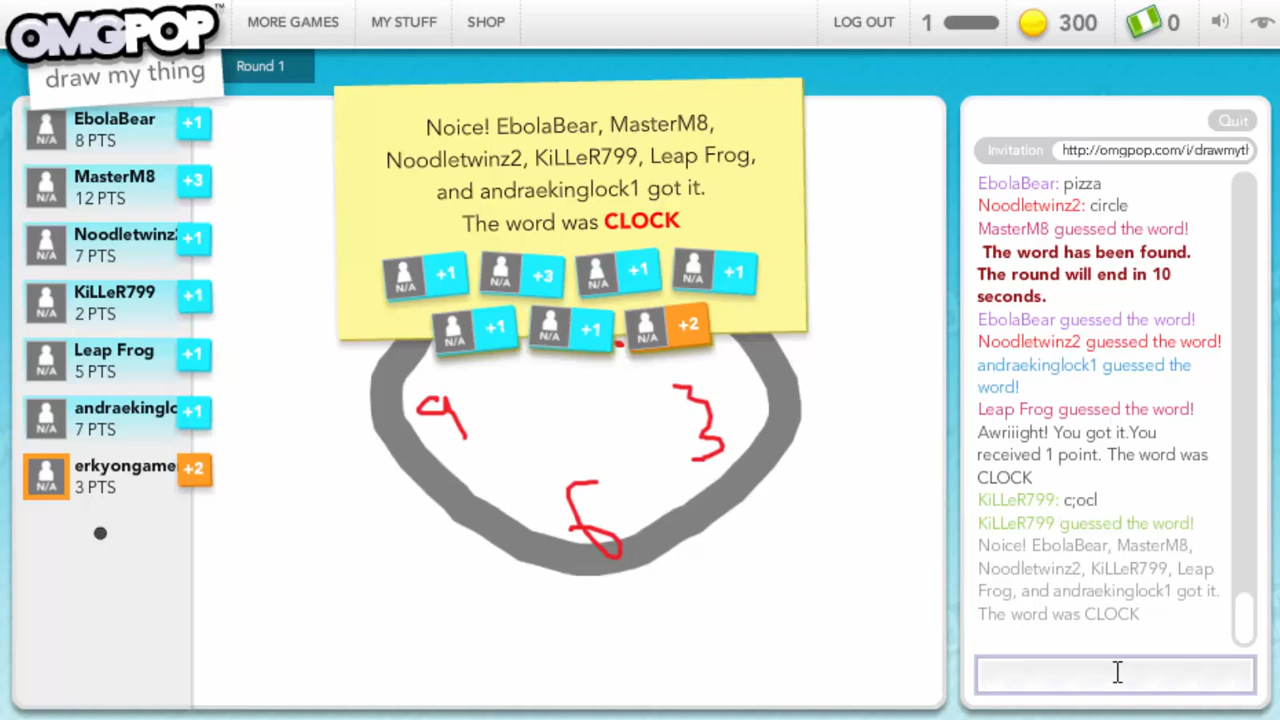 OMGPOP™
draw my thing
MORE GAMES
MY STUFF
SHOP
LOG OUT
1
300
0
Round 1
EbolaBear
8 PTS
N/A
+1
MasterM8
12 PTS
N/A
+3
Noodletwinz2
7 PTS
N/A
+1
KiLLeR799
2 PTS
N/A
+1
Leap Frog
5 PTS
N/A
+1
andraekinglo
7 PTS
N/A
+1
erkyongame
3 PTS
N/A
+2
Noice! EbolaBear, MasterM8,
Noodletwinz2, KiLLeR799, Leap Frog,
and andraekinglock1 got it.
The word was CLOCK
N/A +1
N/A +3
N/A +1
N/A +1
N/A +1
N/A +1
N/A +2
9
3
6
Quit
Invitation http://omgpop.com/i/drawmyth
EbolaBear: pizza
Noodletwinz2: circle
MasterM8 guessed the word!
The word has been found.
The round will end in 10
seconds.
EbolaBear guessed the word!
Noodletwinz2 guessed the word!
andraekinglock1 guessed the
word!
Leap Frog guessed the word!
Awriiight! You got it.You
received 1 point. The word was
CLOCK
KiLLeR799: c;ocl
KiLLeR799 guessed the word!
Noice! EbolaBear, MasterM8,
Noodletwinz2, KiLLeR799, Leap
Frog, and andraekinglock1 got it.
The word was CLOCK